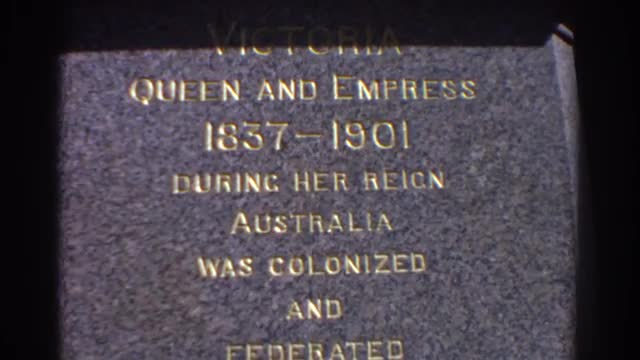 VICTORIA
QUEEN AND EMPRESS
1837-1901
DURING HER REIGN
AUSTRALIA
WAS COLONIZED
AND
FEDERATED